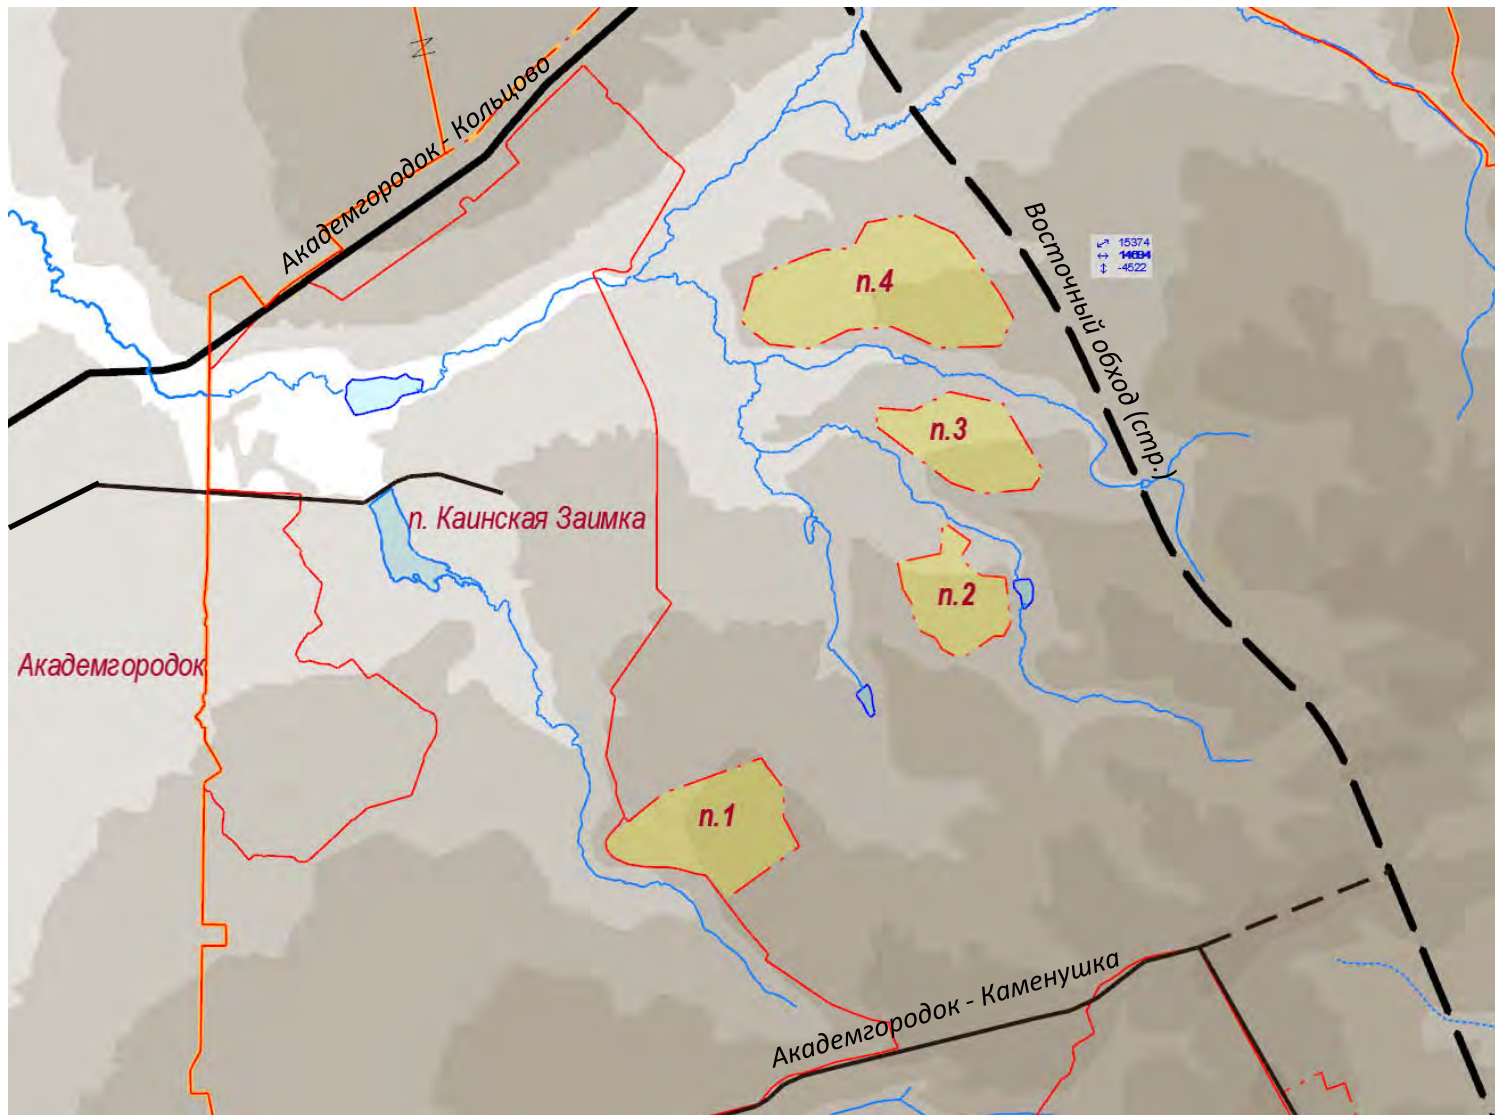 Академгородок - Кольцово
Восточный обход (стр.)
15374
-4522
п.4
п.3
п. Каинская Заимка
п.2
Академгородок
п.1
Академгородок - Каменушка